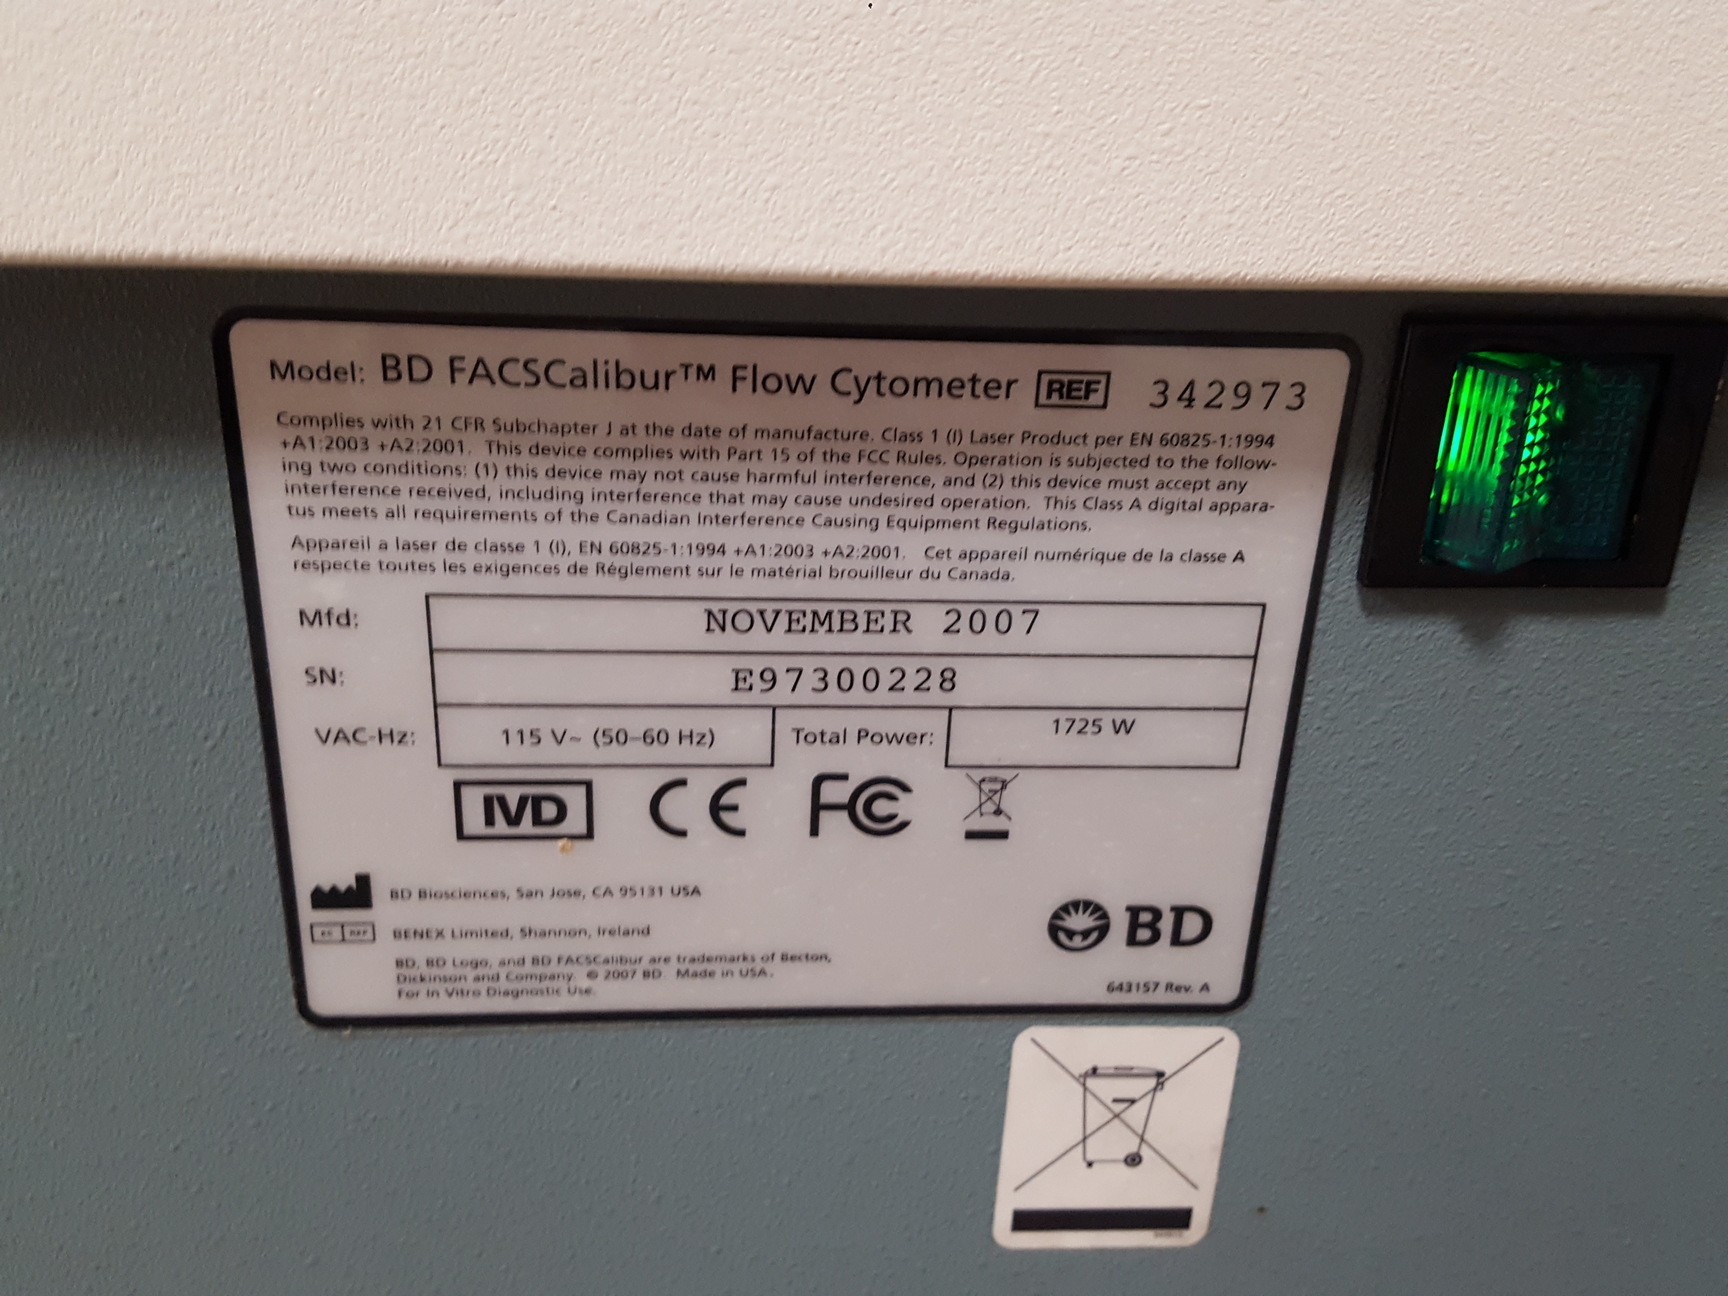 Model: BD FACSCalibur™ Flow Cytometer REF 342973
Complies with 21 CFR Subchapter J at the date of manufacture. Class 1 (I) Laser Product per EN 60825-1:1994
+A1:2003 +A2:2001. This device complies with Part 15 of the FCC Rules. Operation is subjected to the follow-
ing two conditions: (1) this device may not cause harmful interference, and (2) this device must accept any
interference received, including interference that may cause undesired operation. This Class A digital appara-
tus meets all requirements of the Canadian Interference Causing Equipment Regulations.
Appareil a laser de classe 1 (I), EN 60825-1:1994 +A1:2003 +A2:2001. Cet appareil numérique de la classe A
respecte toutes les exigences de Réglement sur le matérial brouilleur du Canada.
Mfd: NOVEMBER 2007
SN: E97300228
VAC-Hz: 115 V~ (50-60 Hz) Total Power: 1725 W
IVD CE FC
BD Biosciences, San Jose, CA 95131 USA
BENEX Limited, Shannon, Ireland
BD
BD, BD Logo, and BD FACSCalibur are trademarks of Becton,
Dickinson and Company. © 2007 BD. Made in USA.
For In Vitro Diagnostic Use.
643157 Rev. A